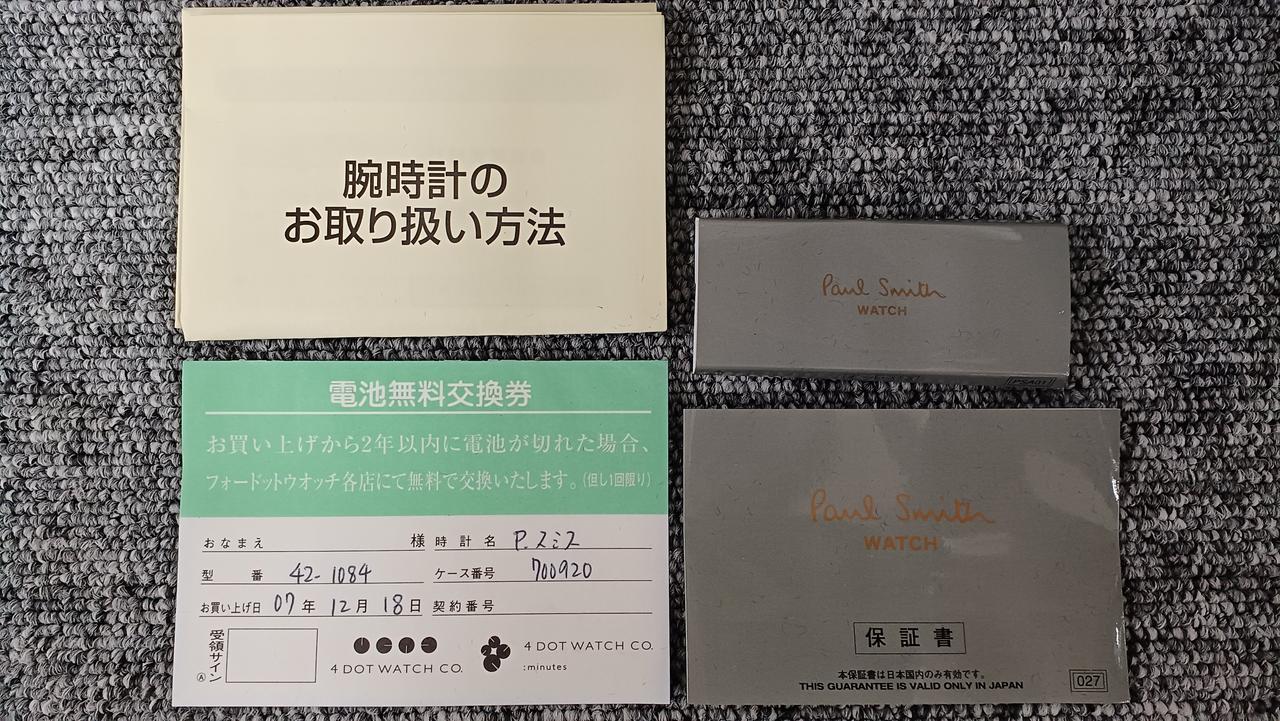 腕時計の
お取り扱い方法
Paul Smith
WATCH
PSA01
電池無料交換券
お買い上げから2年以内に電池が切れた場合、
フォードットウオッチ各店にて無料で交換いたします。(但し1回限り)
おなまえ 様 時計名 P.スミス
型番 42-1084 ケース番号 700920
お買い上げ日 07年 12月 18日 契約番号
受領サイン
Ⓐ
4 DOT WATCH CO.
4 DOT WATCH CO.
:minutes
Paul Smith
WATCH
保証書
本保証書は日本国内のみ有効です。
THIS GUARANTEE IS VALID ONLY IN JAPAN
027